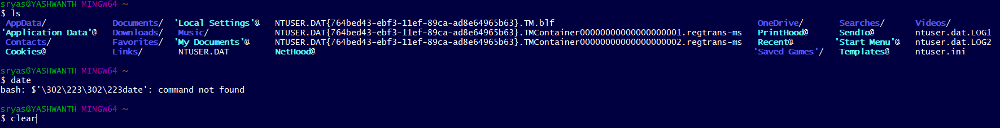 sryas@YASHWANTH MINGW64 ~
$ ls
 AppData/             Documents/  'Local Settings'@   NTUSER.DAT{764bed43-ebf3-11ef-89ca-ad8e64965b63}.TM.blf                                        OneDrive/       Searches/    Videos/
'Application Data'@   Downloads/   Music/             NTUSER.DAT{764bed43-ebf3-11ef-89ca-ad8e64965b63}.TMContainer00000000000000000001.regtrans-ms   PrintHood@      SendTo@      ntuser.dat.LOG1
 Contacts/            Favorites/  'My Documents'@     NTUSER.DAT{764bed43-ebf3-11ef-89ca-ad8e64965b63}.TMContainer00000000000000000002.regtrans-ms   Recent@        'Start Menu'@   ntuser.dat.LOG2
 Cookies@             Links/       NTUSER.DAT         NetHood@                                                                                      'Saved Games'/   Templates@   ntuser.ini
sryas@YASHWANTH MINGW64 ~
$ date
bash: $'\302\223\302\223date': command not found
sryas@YASHWANTH MINGW64 ~
$ clear